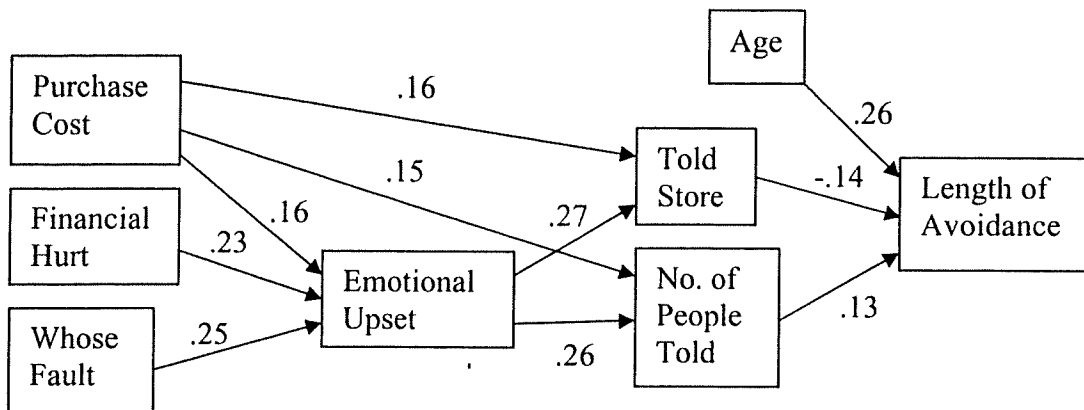 Age
Purchase
Cost
.16
.26
Told
Store
-.14
Length of
Avoidance
.15
Financial
Hurt
.16
.27
.23
Emotional
Upset
No. of
People
Told
.13
Whose
Fault
.25
.26